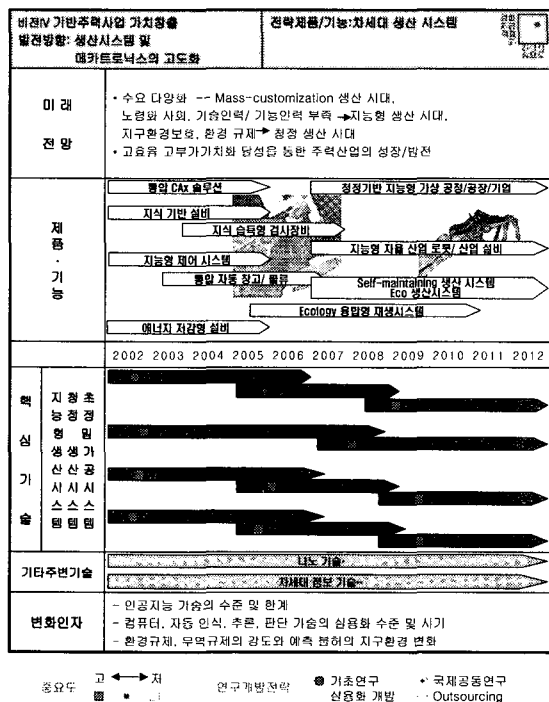 비전Ⅳ 기반주력사업 가치창출
발전방향: 생산시스템 및
메카트로닉스의 고도화
전략제품/기능:차세대 생산 시스템
미 래
전 망
• 수요 다양화 -- Mass-customization 생산 시대,
노령화 사회, 기술인력/ 기능인력 부족 → 지능형 생산 시대,
지구환경보호, 환경 규제 → 청정 생산 시대
• 고효율 고부가가치화 달성을 통한 주력산업의 성장/발전
제
품
·
기
능
통합 CAx 솔루션
청정기반 지능형 가상 공정/공장/기업
지식 기반 설비
지식 습득형 검사장비
지능형 자율 산업 로봇/ 산업 설비
지능형 제어 시스템
통합 자동 창고/ 물류
Self-maintaining 생산 시스템
Eco 생산시스템
Ecology 융합형 재생시스템
에너지 저감형 설비
2002 2003 2004 2005 2006 2007 2008 2009 2010 2011 2012
핵
심
기
술
지 청 초
능 정 정
형 밀
생 생 가
산 산 공
시 시 시
스 스 스
템 템 템
기타주변기술
나노 기술
차세대 정보 기술
변화인자
- 인공지능 기술의 수준 및 한계
- 컴퓨터, 자동 인식, 추론, 판단 기술의 실용화 수준 및 시기
- 환경규제, 무역규제의 강도와 예측 불허의 지구환경 변화
중요도 고 ↔ 저
연구개발전략
기초연구
국제공동연구
실용화 개발
Outsourcing